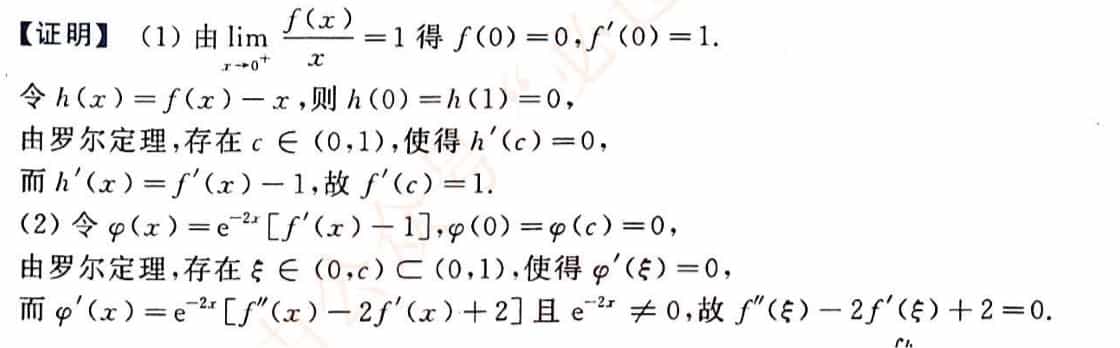 【证明】 (1) 由 lim_{x→0⁺} f(x)/x = 1 得 f(0)=0, f′(0)=1.
令 h(x)=f(x)-x, 则 h(0)=h(1)=0,
由罗尔定理,存在 c ∈ (0,1),使得 h′(c)=0,
而 h′(x)=f′(x)-1,故 f′(c)=1.
(2) 令 φ(x)=e^{-2x}[f′(x)-1],φ(0)=φ(c)=0,
由罗尔定理,存在 ξ ∈ (0,c) ⊂ (0,1),使得 φ′(ξ)=0,
而 φ′(x)=e^{-2x}[f″(x)-2f′(x)+2] 且 e^{-2x} ≠ 0,故 f″(ξ)-2f′(ξ)+2=0.